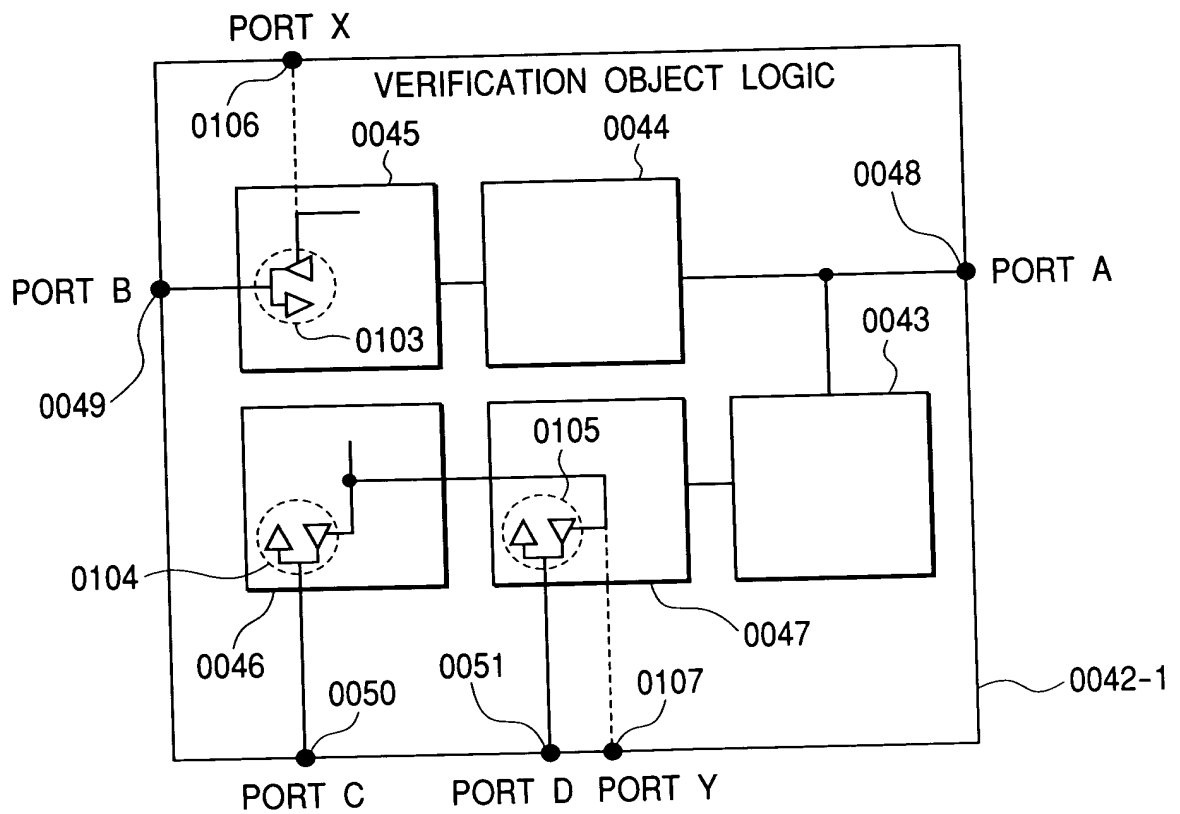 PORT X
VERIFICATION OBJECT LOGIC
0106
0045
0044
0048
PORT B
PORT A
0103
0043
0049
0105
0104
0047
0046
0051
0050
0107
0042-1
PORT C
PORT D
PORT Y